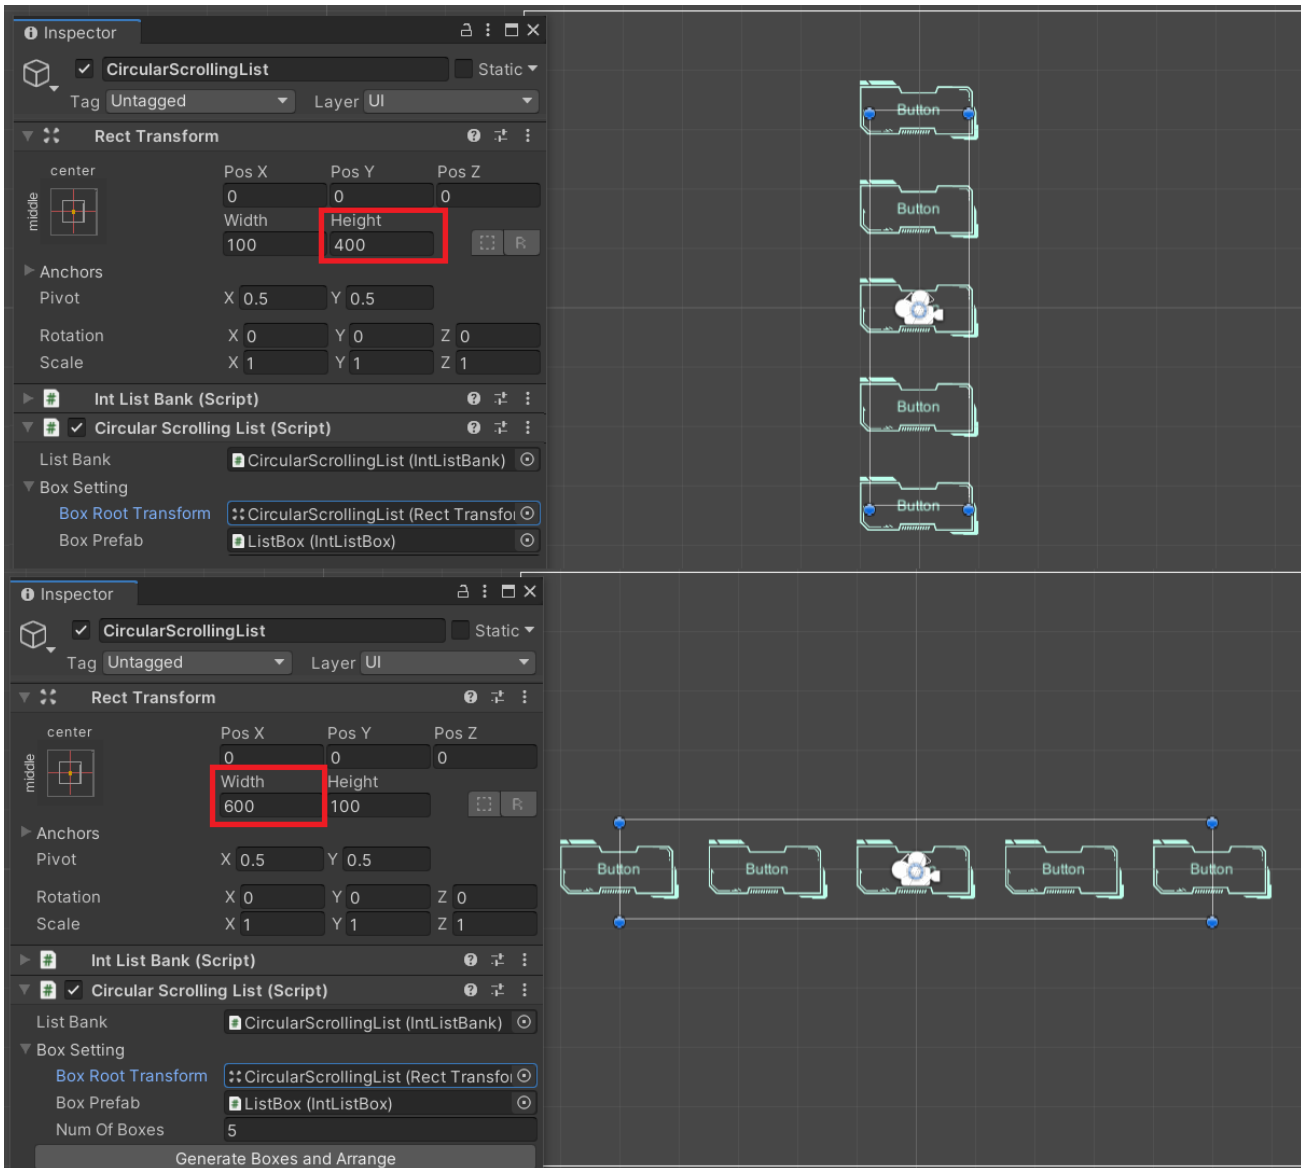 Inspector
CircularScrollingList
Static
Tag Untagged Layer UI
Rect Transform
center
middle
Pos X Pos Y Pos Z
0 0 0
Width Height
100 400
R
Anchors
Pivot X 0.5 Y 0.5
Rotation X 0 Y 0 Z 0
Scale X 1 Y 1 Z 1
# Int List Bank (Script)
# Circular Scrolling List (Script)
List Bank # CircularScrollingList (IntListBank)
Box Setting
Box Root Transform CircularScrollingList (Rect Transfo
Box Prefab # ListBox (IntListBox)
Button
Button
Button
Button
Inspector
CircularScrollingList
Static
Tag Untagged Layer UI
Rect Transform
center
middle
Pos X Pos Y Pos Z
0 0 0
Width Height
600 100
R
Anchors
Pivot X 0.5 Y 0.5
Rotation X 0 Y 0 Z 0
Scale X 1 Y 1 Z 1
# Int List Bank (Script)
# Circular Scrolling List (Script)
List Bank # CircularScrollingList (IntListBank)
Box Setting
Box Root Transform CircularScrollingList (Rect Transfo
Box Prefab # ListBox (IntListBox)
Num Of Boxes 5
Generate Boxes and Arrange
Button Button Button Button